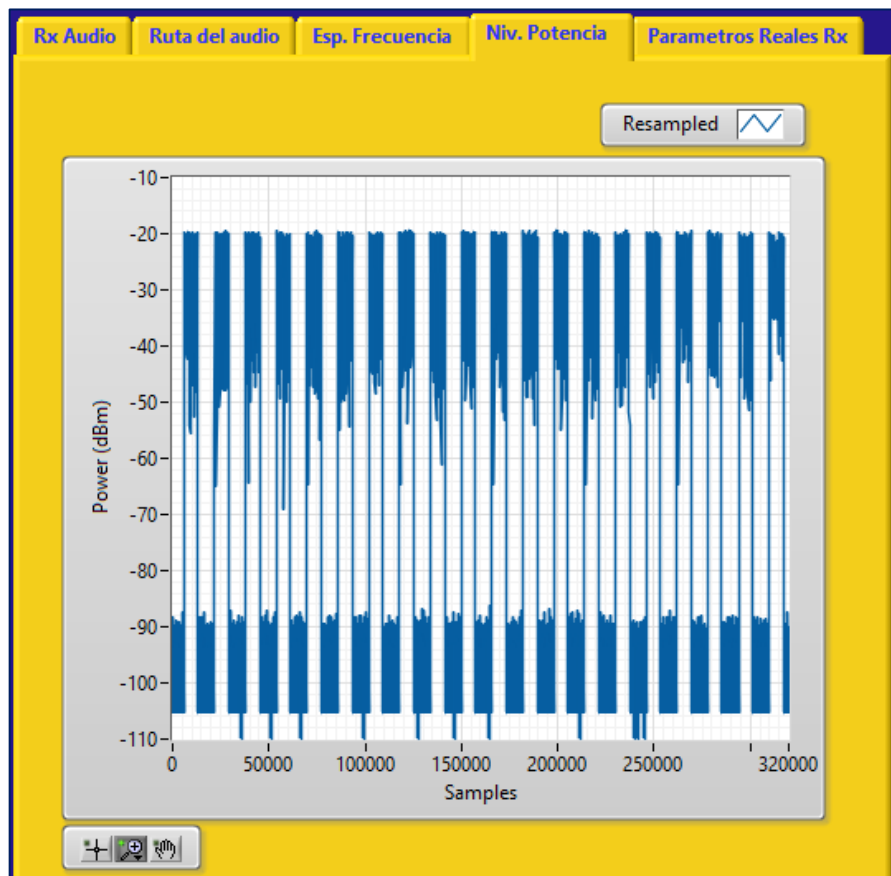 Rx Audio Ruta del audio Esp. Frecuencia Niv. Potencia Parametros Reales Rx
Resampled
-10
-20
-30
-40
-50
-60
-70
-80
-90
-100
-110
Power (dBm)
0 50000 100000 150000 200000 250000 320000
Samples